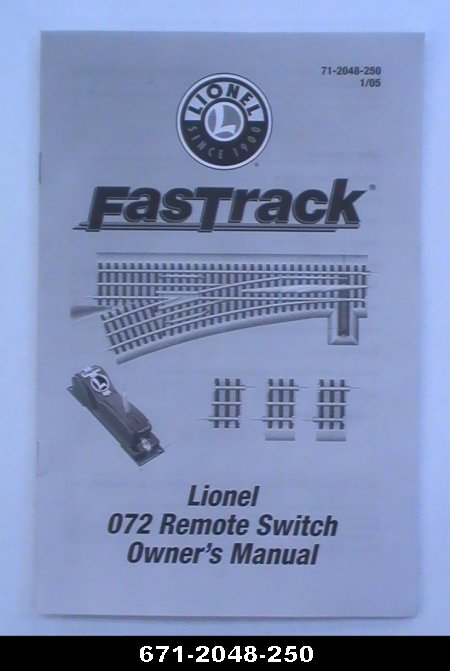 71-2048-250
1/05
LIONEL
L
SINCE 1900
®
FasTrack®
Lionel
072 Remote Switch
Owner's Manual
671-2048-250